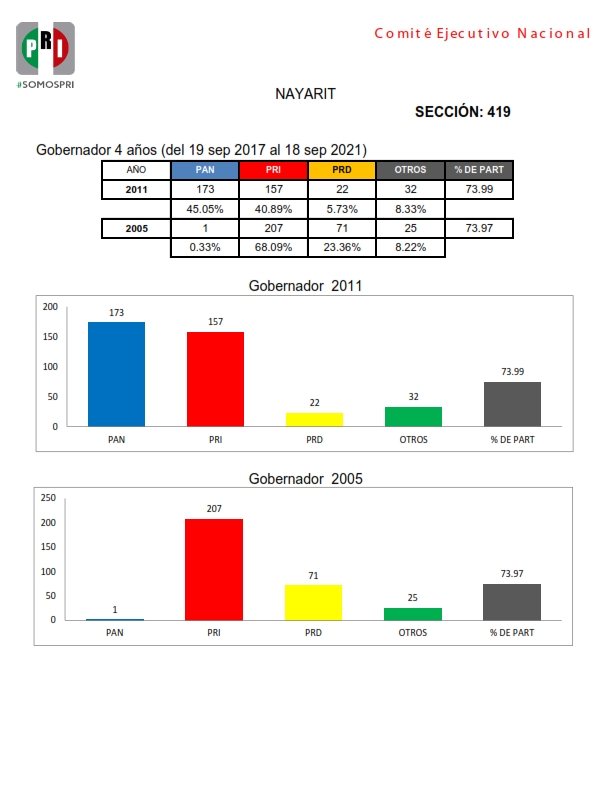 Comité Ejecutivo Nacional
PRI
#SOMOSPRI
NAYARIT
SECCIÓN: 419
Gobernador 4 años (del 19 sep 2017 al 18 sep 2021)
AÑO PAN PRI PRD OTROS % DE PART
2011 173 157 22 32 73.99
45.05% 40.89% 5.73% 8.33%
2005 1 207 71 25 73.97
0.33% 68.09% 23.36% 8.22%
Gobernador 2011
200
150
100
50
0
173
157
22
32
73.99
PAN PRI PRD OTROS % DE PART
Gobernador 2005
250
200
150
100
50
0
1
207
71
25
73.97
PAN PRI PRD OTROS % DE PART